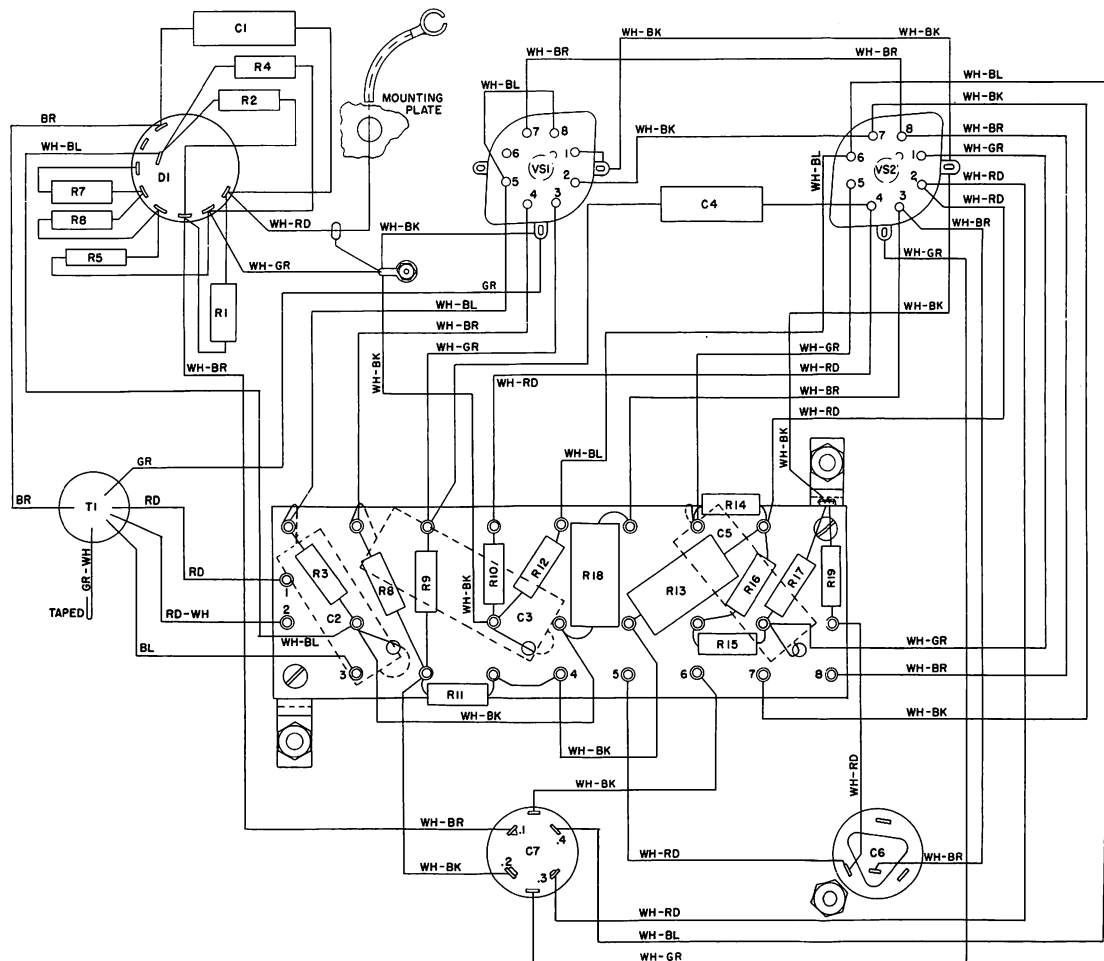 C1
R4
R2
BR
WH-BL
D1
R7
R8
R5
R1
WH-RD
WH-GR
WH-BR
MOUNTING
PLATE
WH-BK
WH-BR
WH-BR
WH-BL
WH-BK
WH-BL
7
8
6
1
VS1
5
2
4
3
WH-BK
WH-BL
7
8
6
1
VS2
5
2
4
3
WH-BR
WH-GR
WH-RD
WH-BR
WH-GR
C4
WH-BK
GR
WH-BL
WH-BR
WH-GR
WH-BK
WH-RD
WH-BL
WH-BK
WH-GR
WH-BR
WH-RD
WH-BK
GR
BR
T1
RD
GR-WH
TAPED
RD
RD-WH
BL
1
2
3
WH-BL
R3
C2
R8
R9
R10
R12
C3
WH-BK
R18
R13
R14
C5
R16
R17
R19
R15
R11
4
5
6
7
8
WH-BK
WH-BK
WH-GR
WH-BR
WH-BK
WH-BK
WH-RD
WH-BR
WH-BK
.1
.2
.3
.4
C7
WH-RD
C6
WH-BR
WH-RD
WH-BL
WH-GR